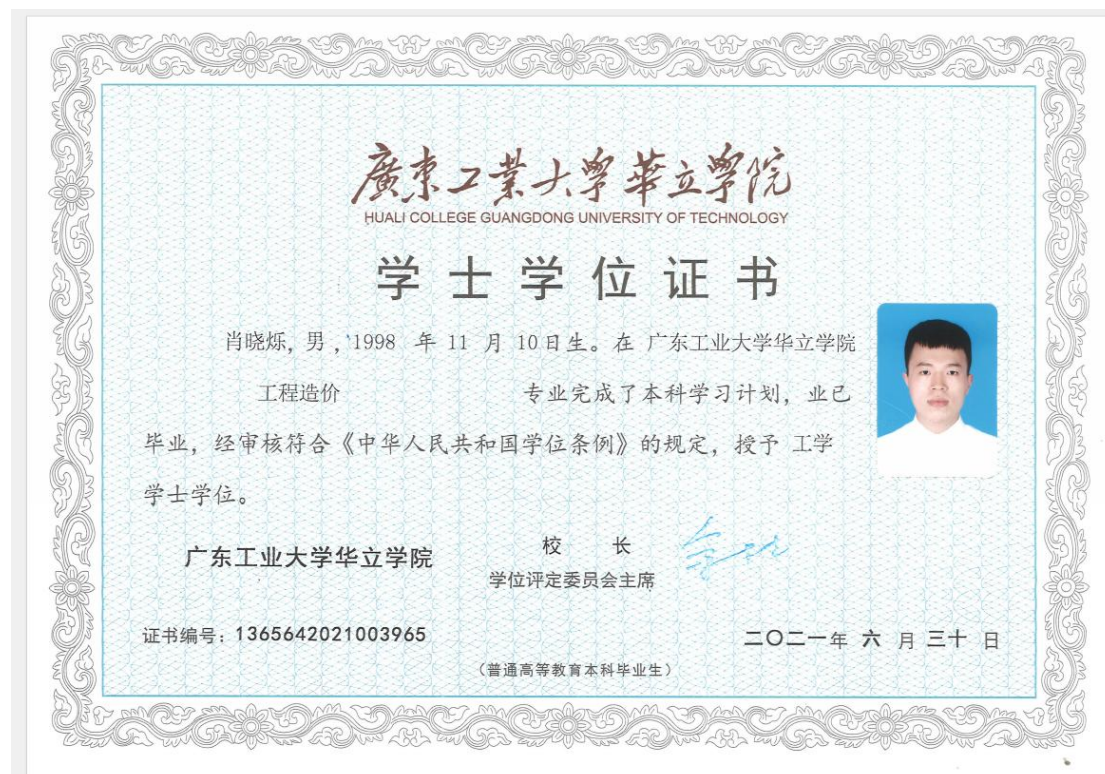 廣東工業大學華立學院
HUALI COLLEGE GUANGDONG UNIVERSITY OF TECHNOLOGY
学士学位证书
肖晓烁, 男, 1998 年 11 月 10日生。在 广东工业大学华立学院
工程造价 专业完成了本科学习计划, 业已
毕业, 经审核符合《中华人民共和国学位条例》的规定, 授予 工学
学士学位。
广东工业大学华立学院
校 长
学位评定委员会主席
证书编号: 1365642021003965
二〇二一年 六 月 三十 日
(普通高等教育本科毕业生)